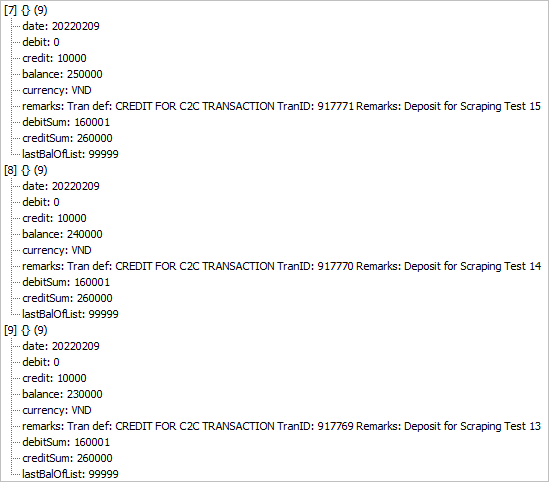 [7] {} (9)
date: 20220209
debit: 0
credit: 10000
balance: 250000
currency: VND
remarks: Tran def: CREDIT FOR C2C TRANSACTION TranID: 917771 Remarks: Deposit for Scraping Test 15
debitSum: 160001
creditSum: 260000
lastBalOfList: 99999
[8] {} (9)
date: 20220209
debit: 0
credit: 10000
balance: 240000
currency: VND
remarks: Tran def: CREDIT FOR C2C TRANSACTION TranID: 917770 Remarks: Deposit for Scraping Test 14
debitSum: 160001
creditSum: 260000
lastBalOfList: 99999
[9] {} (9)
date: 20220209
debit: 0
credit: 10000
balance: 230000
currency: VND
remarks: Tran def: CREDIT FOR C2C TRANSACTION TranID: 917769 Remarks: Deposit for Scraping Test 13
debitSum: 160001
creditSum: 260000
lastBalOfList: 99999